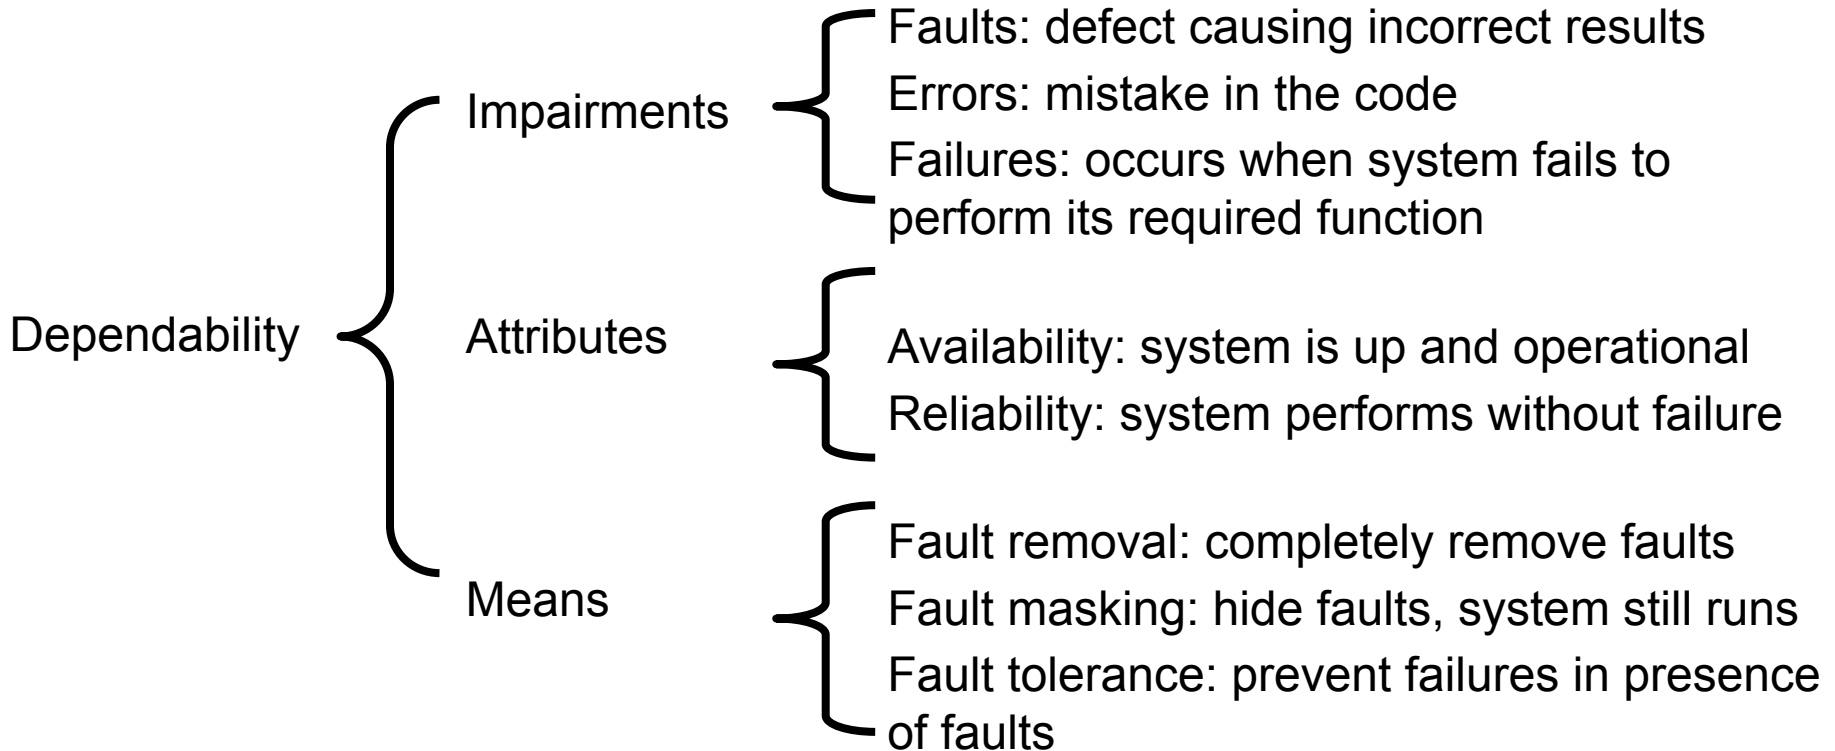 Dependability
Impairments
Faults: defect causing incorrect results
Errors: mistake in the code
Failures: occurs when system fails to
perform its required function
Attributes
Availability: system is up and operational
Reliability: system performs without failure
Means
Fault removal: completely remove faults
Fault masking: hide faults, system still runs
Fault tolerance: prevent failures in presence
of faults